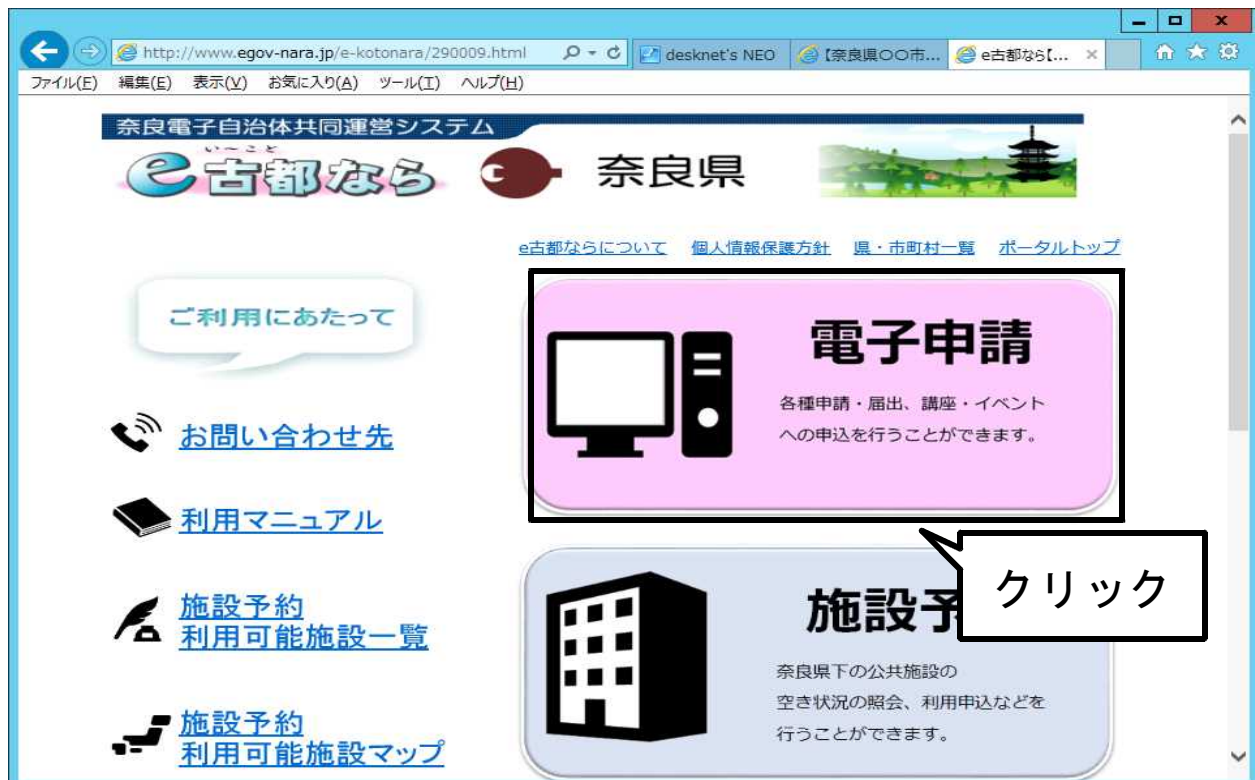 http://www.egov-nara.jp/e-kotonara/290009.html
desknet's NEO
【奈良県〇〇市...
e古都なら【...
ファイル(F) 編集(E) 表示(V) お気に入り(A) ツール(T) ヘルプ(H)
奈良電子自治体共同運営システム
い～こと
e古都なら
奈良県
e古都ならについて 個人情報保護方針 県・市町村一覧 ポータルトップ
ご利用にあたって
お問い合わせ先
利用マニュアル
施設予約
利用可能施設一覧
施設予約
利用可能施設マップ
電子申請
各種申請・届出、講座・イベント
への申込を行うことができます。
クリック
施設予
奈良県下の公共施設の
空き状況の照会、利用申込などを
行うことができます。